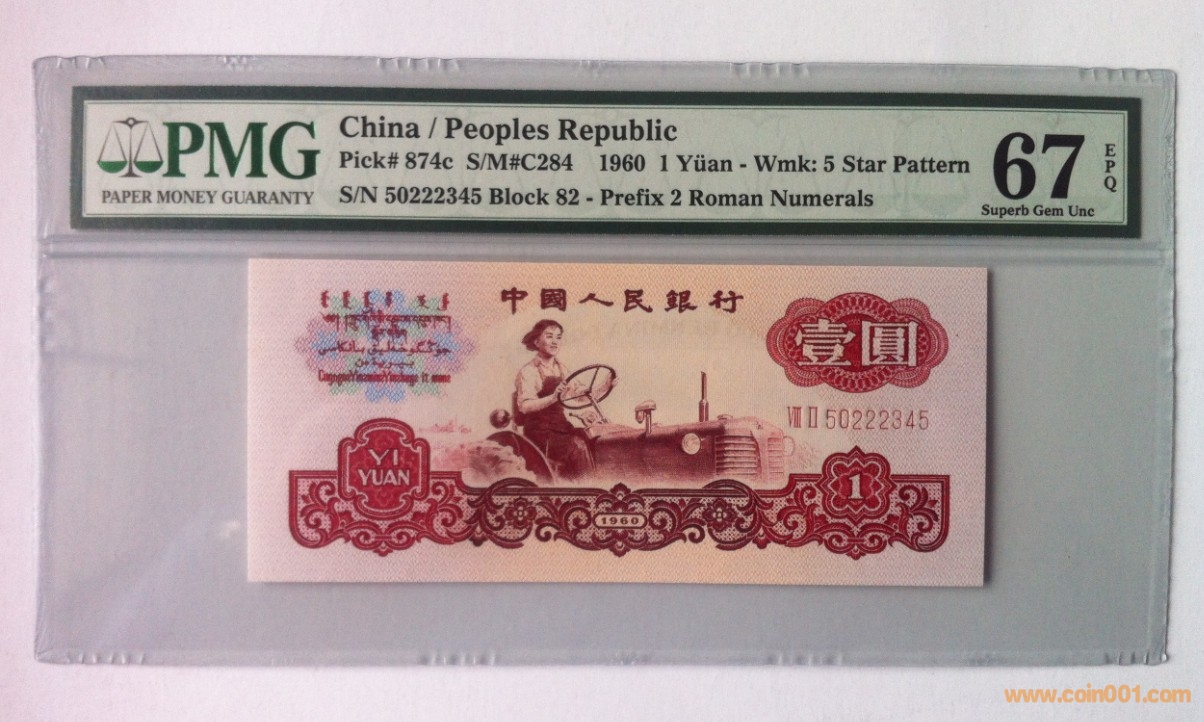 PMG
PAPER MONEY GUARANTY
China / Peoples Republic
Pick# 874c S/M#C284 1960 1 Yüan - Wmk: 5 Star Pattern
S/N 50222345 Block 82 - Prefix 2 Roman Numerals
67
EPQ
Superb Gem Unc
中國人民銀行
壹圓
VIII II 50222345
YI
YUAN
1
1960
www.coin001.com